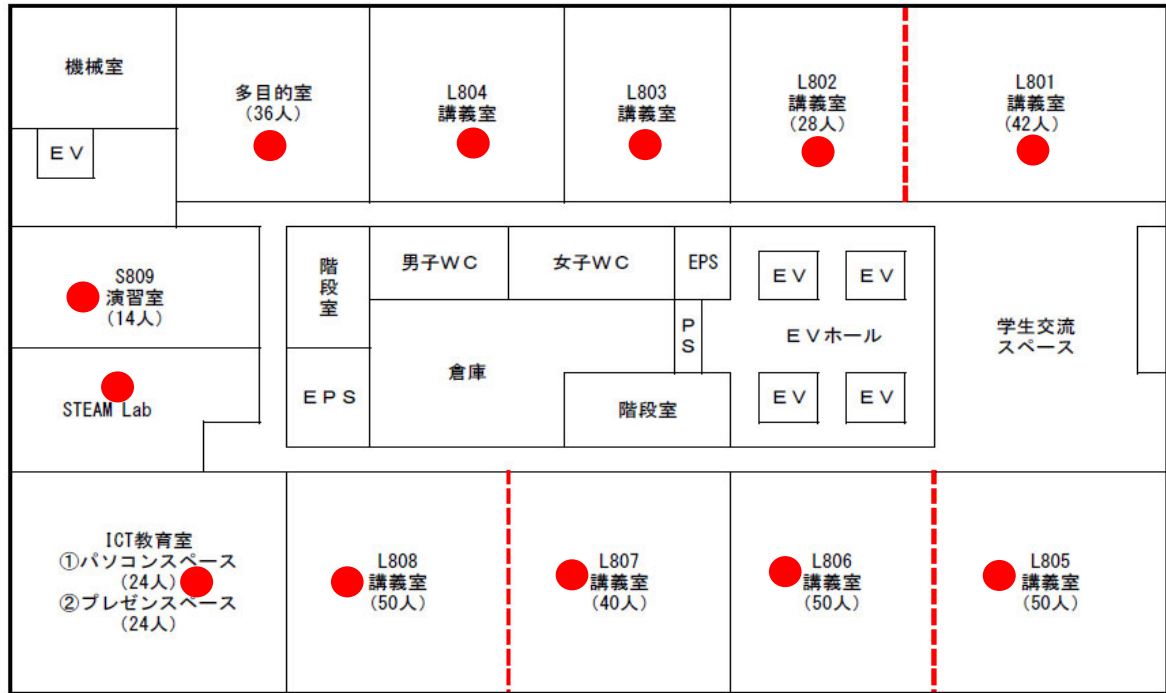 機械室
EV
多目的室
(36人)
L804
講義室
L803
講義室
L802
講義室
(28人)
L801
講義室
(42人)
S809
演習室
(14人)
STEAM Lab
階
段
室
EPS
男子WC
女子WC
EPS
PS
倉庫
階段室
EV
EV
EVホール
EV
EV
学生交流
スペース
ICT教育室
①パソコンスペース
(24人)
②プレゼンスペース
(24人)
L808
講義室
(50人)
L807
講義室
(40人)
L806
講義室
(50人)
L805
講義室
(50人)